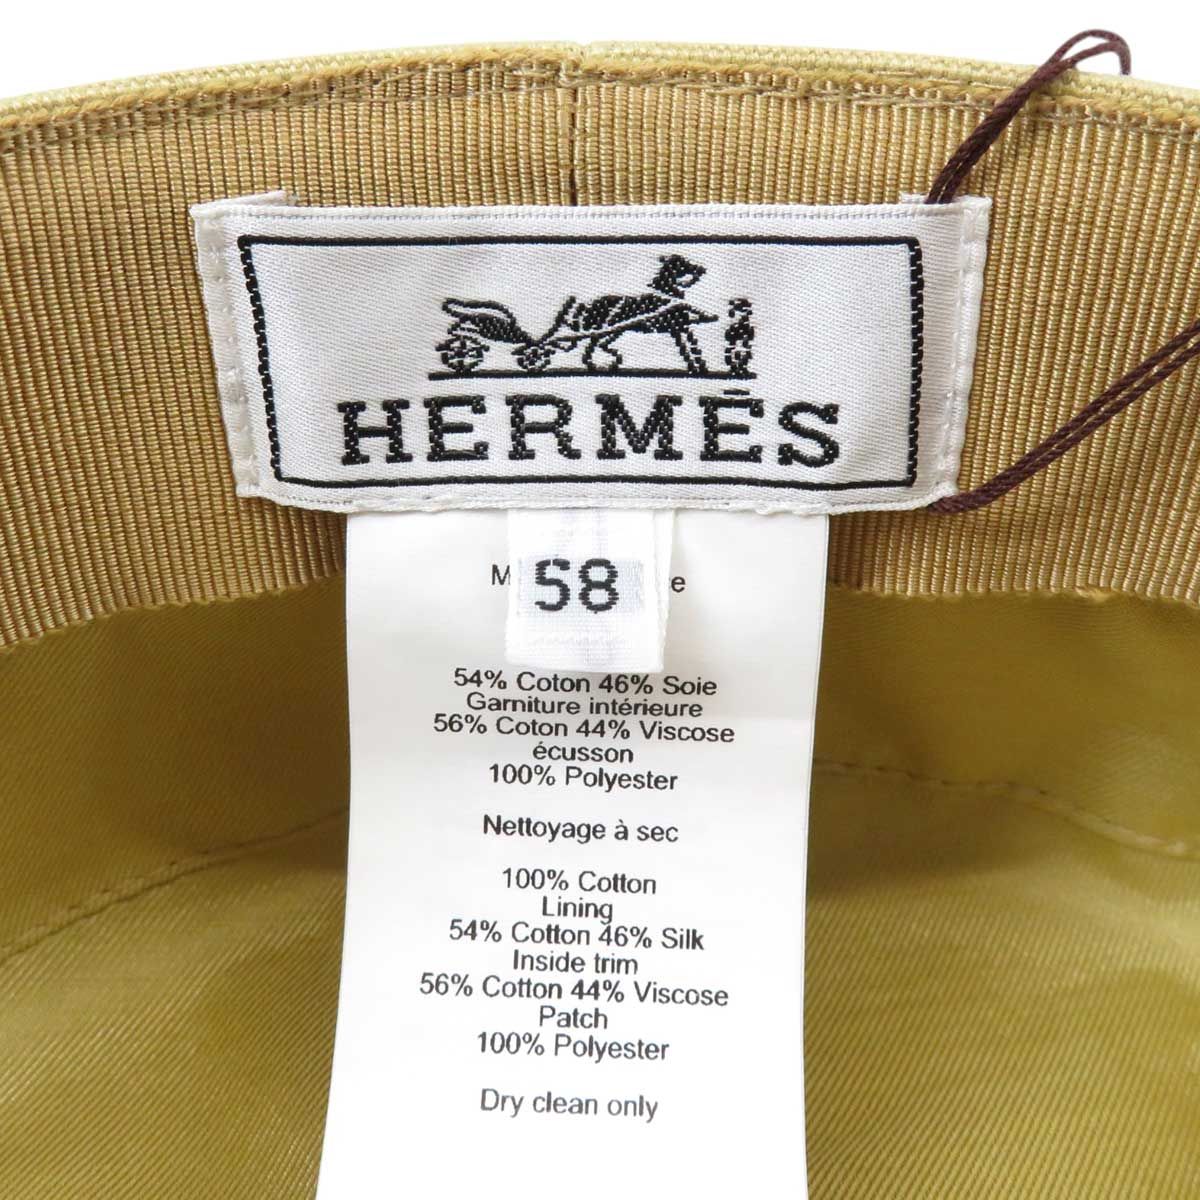 HERMÈS
58
54% Coton 46% Soie
Garniture intérieure
56% Coton 44% Viscose
écusson
100% Polyester
Nettoyage à sec
100% Cotton
Lining
54% Cotton 46% Silk
Inside trim
56% Cotton 44% Viscose
Patch
100% Polyester
Dry clean only